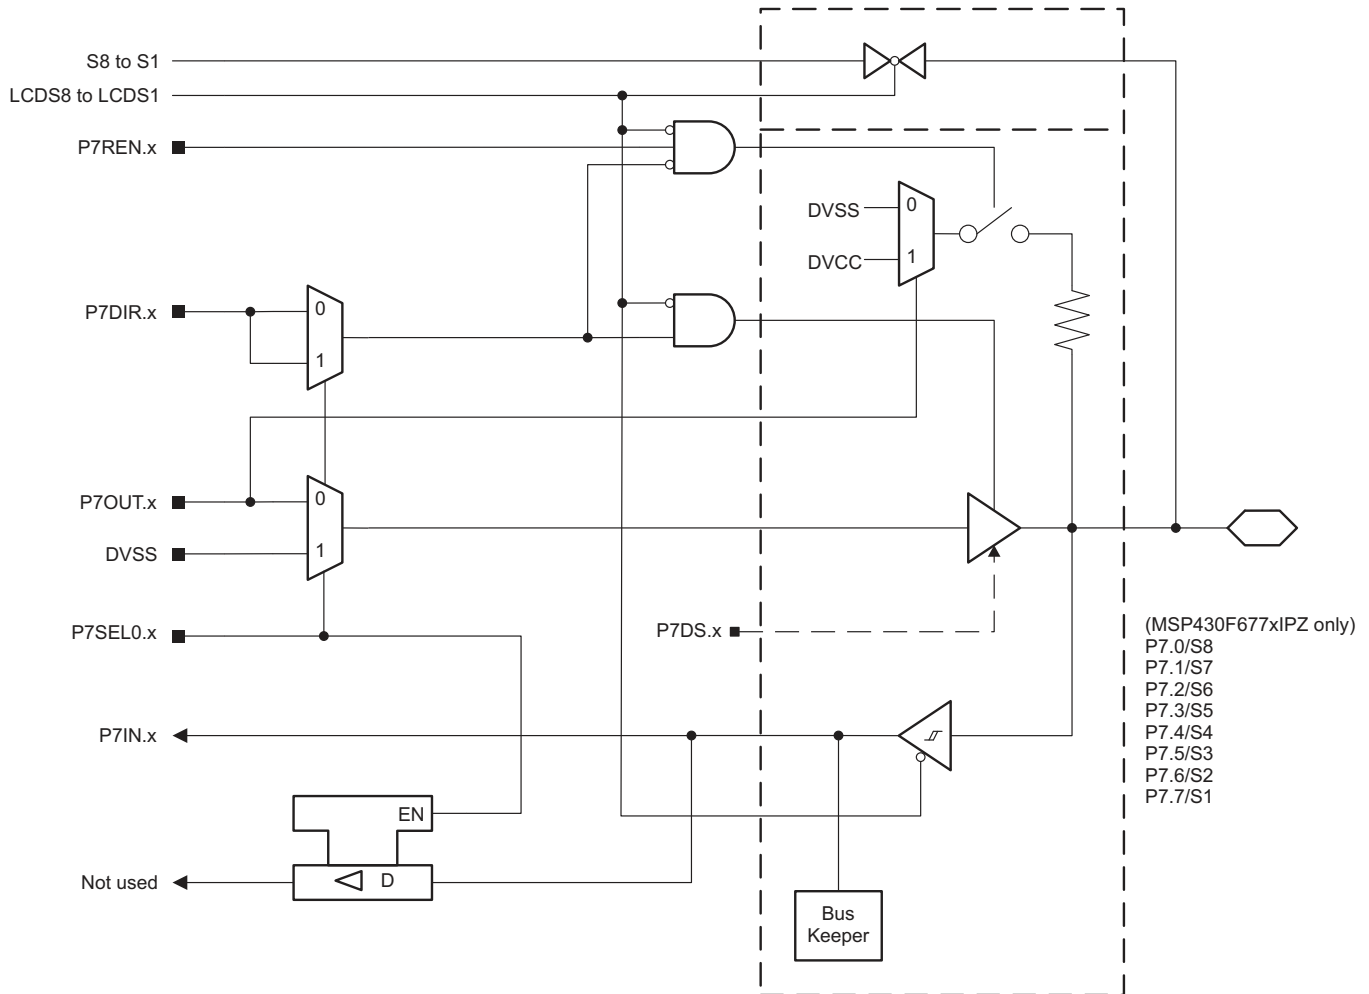 S8 to S1
LCDS8 to LCDS1
P7REN.x
DVSS
0
DVCC
1
P7DIR.x
0
1
P7OUT.x
0
DVSS
1
P7SEL0.x
P7DS.x
(MSP430F677xIPZ only)
P7.0/S8
P7.1/S7
P7.2/S6
P7.3/S5
P7.4/S4
P7.5/S3
P7.6/S2
P7.7/S1
P7IN.x
EN
Not used
D
Bus
Keeper